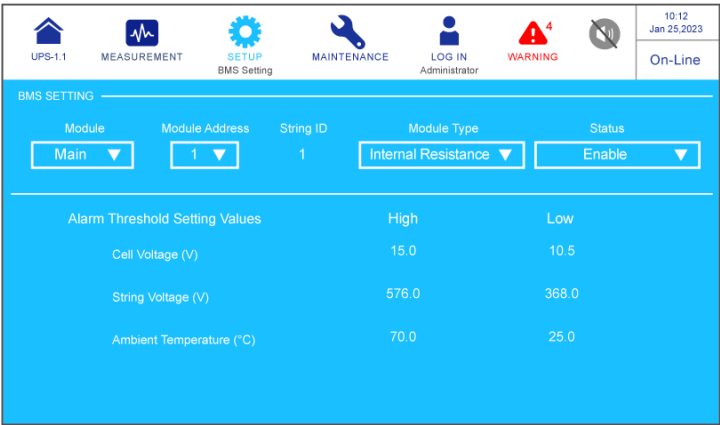 UPS-1.1
MEASUREMENT
SETUP
BMS Setting
MAINTENANCE
LOG IN
Administrator
4
WARNING
10:12
Jan 25,2023
On-Line
BMS SETTING
Module Module Address String ID Module Type Status
Main 1 1 Internal Resistance Enable
Alarm Threshold Setting Values High Low
Cell Voltage (V) 15.0 10.5
String Voltage (V) 576.0 368.0
Ambient Temperature (°C) 70.0 25.0